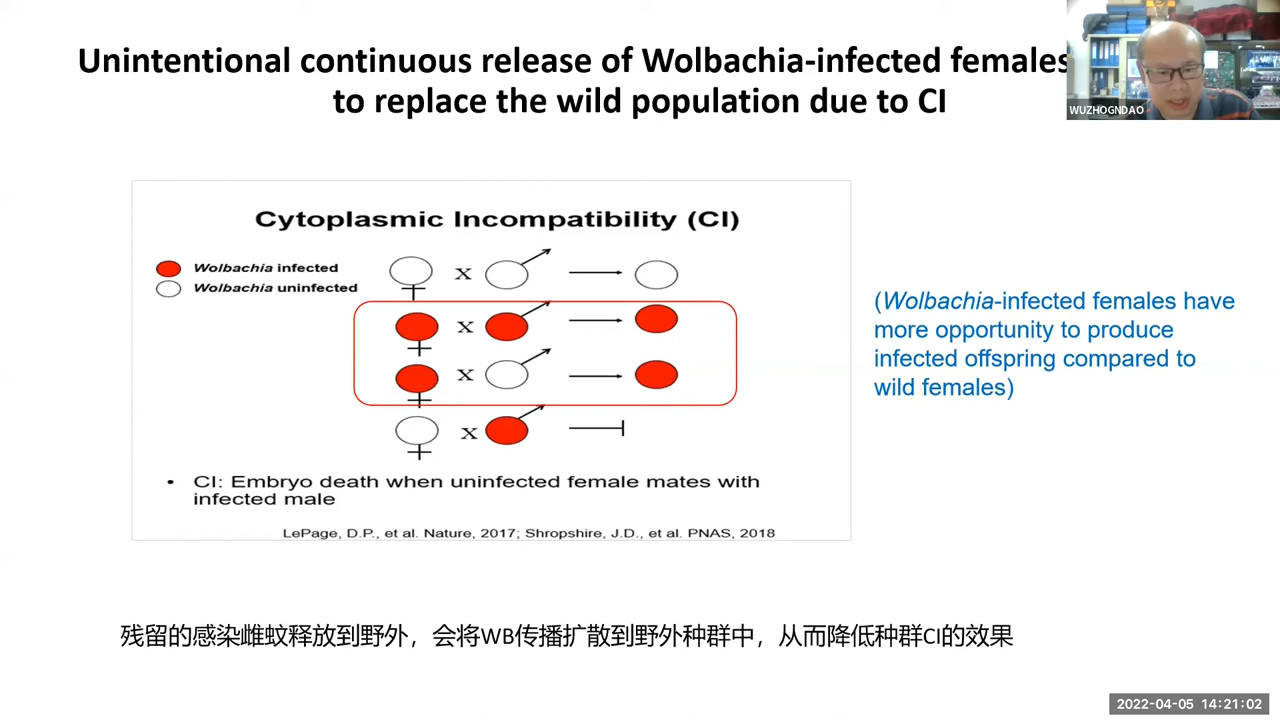 Unintentional continuous release of Wolbachia-infected females
to replace the wild population due to CI
WUZHOGNDAO
Cytoplasmic Incompatibility (CI)
Wolbachia infected
Wolbachia uninfected
X
X
X
X
(Wolbachia-infected females have
more opportunity to produce
infected offspring compared to
wild females)
• CI: Embryo death when uninfected female mates with
infected male
LePage, D.P., et al. Nature, 2017; Shropshire, J.D., et al. PNAS, 2018
残留的感染雌蚊释放到野外，会将WB传播扩散到野外种群中，从而降低种群CI的效果
2022-04-05 14:21:02